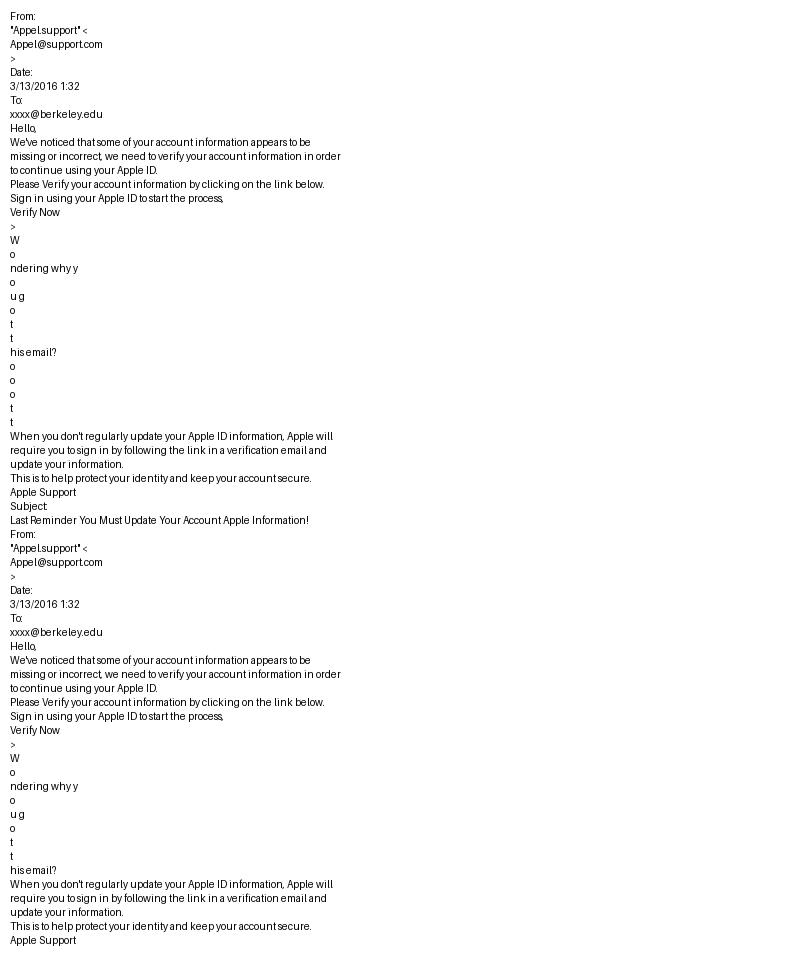 From:
"Appel.support" <
Appel@support.com
>
Date:
3/13/2016 1:32
To:
xxxx@berkeley.edu
Hello,
We've noticed that some of your account information appears to be
missing or incorrect, we need to verify your account information in order
to continue using your Apple ID.
Please Verify your account information by clicking on the link below.
Sign in using your Apple ID to start the process,
Verify Now
>
W
o
ndering why y
o
u g
o
t
t
his email?
o
o
o
t
t
When you don't regularly update your Apple ID information, Apple will
require you to sign in by following the link in a verification email and
update your information.
This is to help protect your identity and keep your account secure.
Apple Support
Subject:
Last Reminder You Must Update Your Account Apple Information!
From:
"Appel.support" <
Appel@support.com
>
Date:
3/13/2016 1:32
To:
xxxx@berkeley.edu
Hello,
We've noticed that some of your account information appears to be
missing or incorrect, we need to verify your account information in order
to continue using your Apple ID.
Please Verify your account information by clicking on the link below.
Sign in using your Apple ID to start the process,
Verify Now
>
W
o
ndering why y
o
u g
o
t
t
his email?
When you don't regularly update your Apple ID information, Apple will
require you to sign in by following the link in a verification email and
update your information.
This is to help protect your identity and keep your account secure.
Apple Support